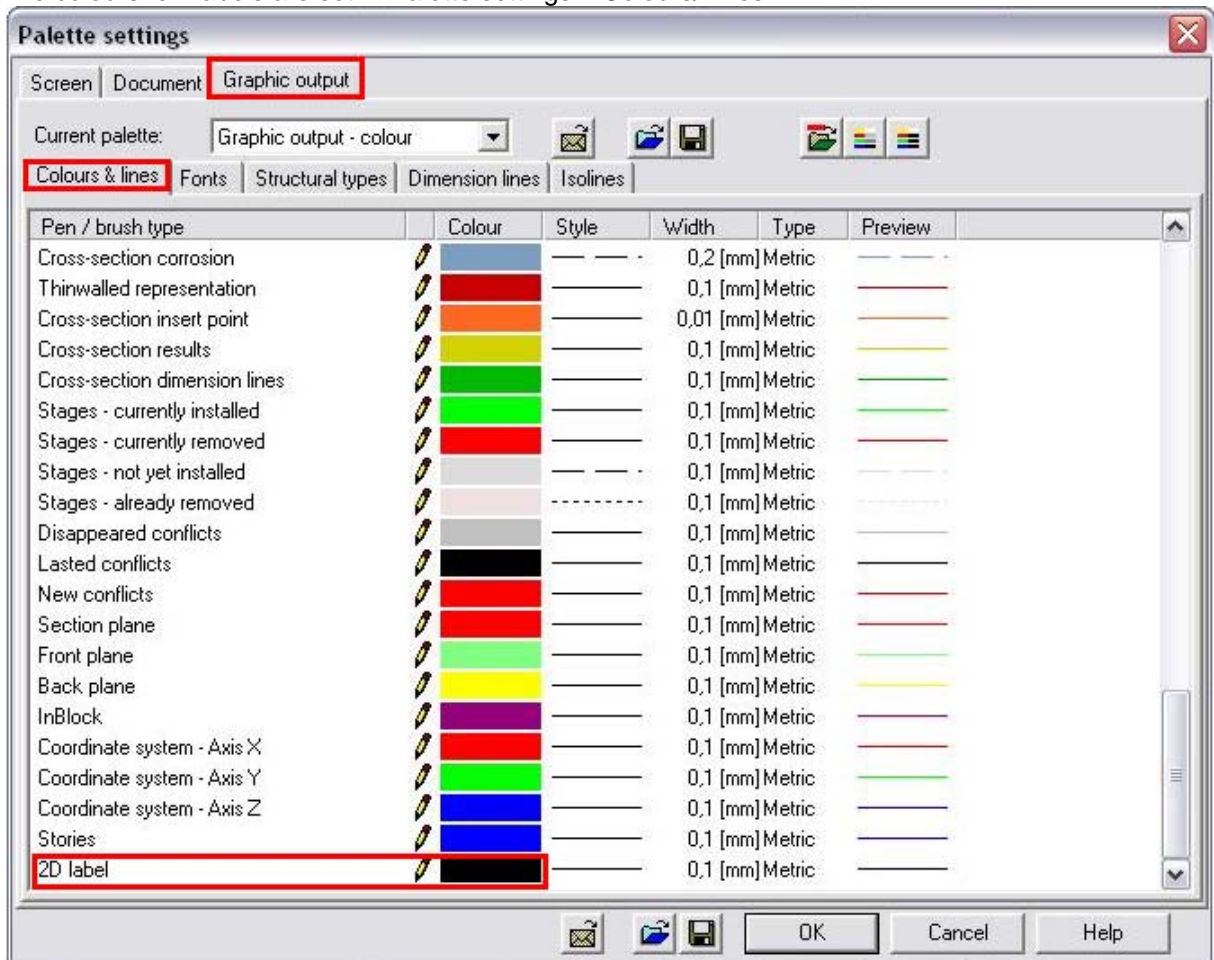 Palette settings
Screen Document Graphic output
Current palette: Graphic output - colour
Colours & lines Fonts Structural types Dimension lines Isolines
Pen / brush type Colour Style Width Type Preview
Cross-section corrosion 0,2 [mm] Metric
Thinwalled representation 0,1 [mm] Metric
Cross-section insert point 0,01 [mm] Metric
Cross-section results 0,1 [mm] Metric
Cross-section dimension lines 0,1 [mm] Metric
Stages - currently installed 0,1 [mm] Metric
Stages - currently removed 0,1 [mm] Metric
Stages - not yet installed 0,1 [mm] Metric
Stages - already removed 0,1 [mm] Metric
Disappeared conflicts 0,1 [mm] Metric
Lasted conflicts 0,1 [mm] Metric
New conflicts 0,1 [mm] Metric
Section plane 0,1 [mm] Metric
Front plane 0,1 [mm] Metric
Back plane 0,1 [mm] Metric
InBlock 0,1 [mm] Metric
Coordinate system - Axis X 0,1 [mm] Metric
Coordinate system - Axis Y 0,1 [mm] Metric
Coordinate system - Axis Z 0,1 [mm] Metric
Stories 0,1 [mm] Metric
2D label 0,1 [mm] Metric
OK Cancel Help